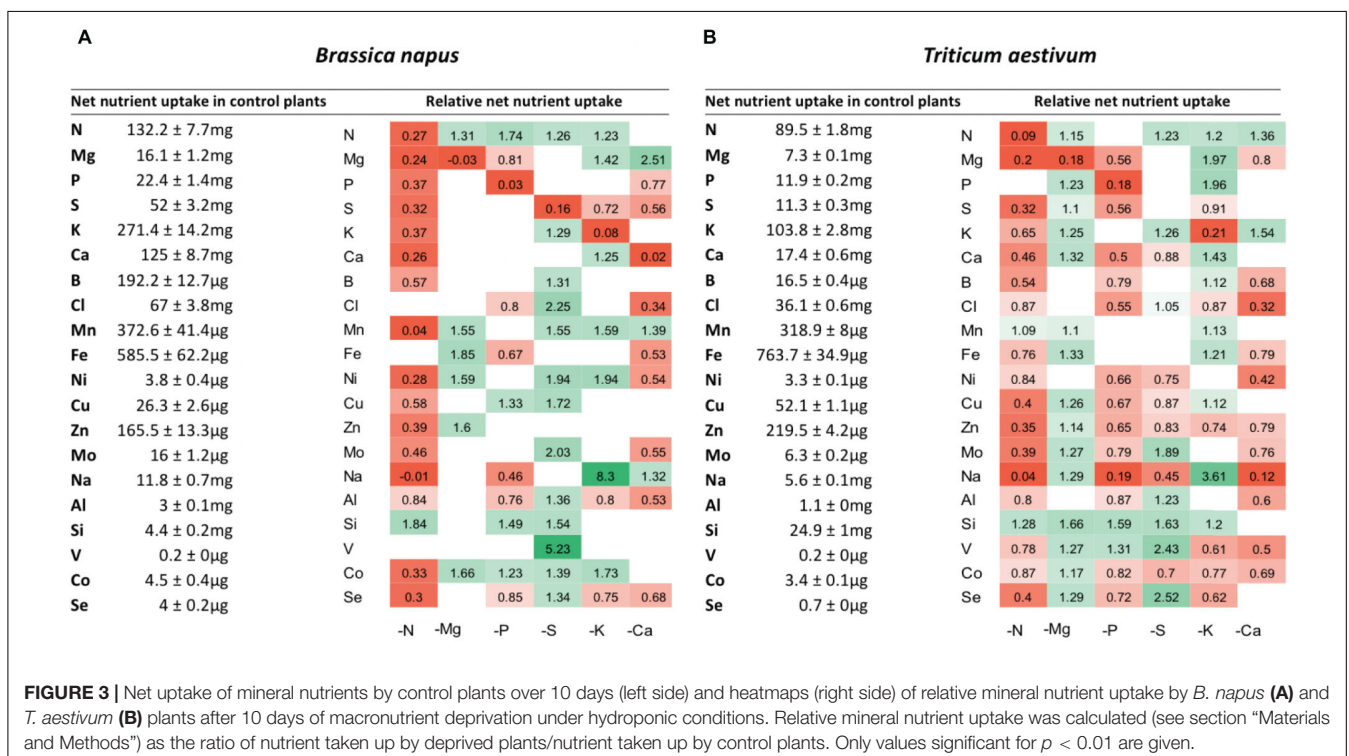 A
B
Brassica napus
Triticum aestivum
Net nutrient uptake in control plants Relative net nutrient uptake Net nutrient uptake in control plants Relative net nutrient uptake
N 132.2 ± 7.7mg N 0.27 1.31 1.74 1.26 1.23 N 89.5 ± 1.8mg N 0.09 1.15 1.23 1.2 1.36
Mg 16.1 ± 1.2mg Mg 0.24 -0.03 0.81 1.42 2.51 Mg 7.3 ± 0.1mg Mg 0.2 0.18 0.56 1.97 0.8
P 22.4 ± 1.4mg P 0.37 0.03 0.77 P 11.9 ± 0.2mg P 1.23 0.18 1.96
S 52 ± 3.2mg S 0.32 0.16 0.72 0.56 S 11.3 ± 0.3mg S 0.32 1.1 0.56 0.91
K 271.4 ± 14.2mg K 0.37 1.29 0.08 K 103.8 ± 2.8mg K 0.65 1.25 1.26 0.21 1.54
Ca 125 ± 8.7mg Ca 0.26 1.25 0.02 Ca 17.4 ± 0.6mg Ca 0.46 1.32 0.5 0.88 1.43
B 192.2 ± 12.7µg B 0.57 1.31 B 16.5 ± 0.4µg B 0.54 0.79 1.12 0.68
Cl 67 ± 3.8mg Cl 0.8 2.25 0.34 Cl 36.1 ± 0.6mg Cl 0.87 0.55 1.05 0.87 0.32
Mn 372.6 ± 41.4µg Mn 0.04 1.55 1.55 1.59 1.39 Mn 318.9 ± 8µg Mn 1.09 1.1 1.13
Fe 585.5 ± 62.2µg Fe 1.85 0.67 0.53 Fe 763.7 ± 34.9µg Fe 0.76 1.33 1.21 0.79
Ni 3.8 ± 0.4µg Ni 0.28 1.59 1.94 1.94 0.54 Ni 3.3 ± 0.1µg Ni 0.84 0.66 0.75 0.42
Cu 26.3 ± 2.6µg Cu 0.58 1.33 1.72 Cu 52.1 ± 1.1µg Cu 0.4 1.26 0.67 0.87 1.12
Zn 165.5 ± 13.3µg Zn 0.39 1.6 Zn 219.5 ± 4.2µg Zn 0.35 1.14 0.65 0.83 0.74 0.79
Mo 16 ± 1.2µg Mo 0.46 2.03 0.55 Mo 6.3 ± 0.2µg Mo 0.39 1.27 0.79 1.89 0.76
Na 11.8 ± 0.7mg Na -0.01 0.46 8.3 1.32 Na 5.6 ± 0.1mg Na 0.04 1.29 0.19 0.45 3.61 0.12
Al 3 ± 0.1mg Al 0.84 0.76 1.36 0.8 0.53 Al 1.1 ± 0mg Al 0.8 0.87 1.23 0.6
Si 4.4 ± 0.2mg Si 1.84 1.49 1.54 Si 24.9 ± 1mg Si 1.28 1.66 1.59 1.63 1.2
V 0.2 ± 0µg V 5.23 V 0.2 ± 0µg V 0.78 1.27 1.31 2.43 0.61 0.5
Co 4.5 ± 0.4µg Co 0.33 1.66 1.23 1.39 1.73 Co 3.4 ± 0.1µg Co 0.87 1.17 0.82 0.7 0.77 0.69
Se 4 ± 0.2µg Se 0.3 0.85 1.34 0.75 0.68 Se 0.7 ± 0µg Se 0.4 1.29 0.72 2.52 0.62
-N -Mg -P -S -K -Ca -N -Mg -P -S -K -Ca
FIGURE 3 | Net uptake of mineral nutrients by control plants over 10 days (left side) and heatmaps (right side) of relative mineral nutrient uptake by B. napus (A) and
T. aestivum (B) plants after 10 days of macronutrient deprivation under hydroponic conditions. Relative mineral nutrient uptake was calculated (see section “Materials
and Methods”) as the ratio of nutrient taken up by deprived plants/nutrient taken up by control plants. Only values significant for p < 0.01 are given.